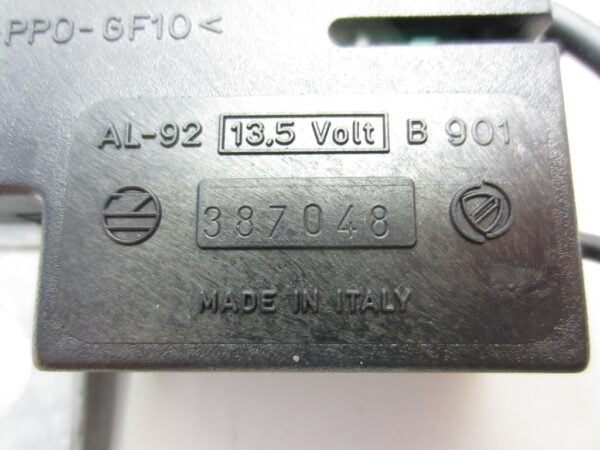 PPO-GF10<
AL-92 13.5 Volt B 901
387048
MADE IN ITALY